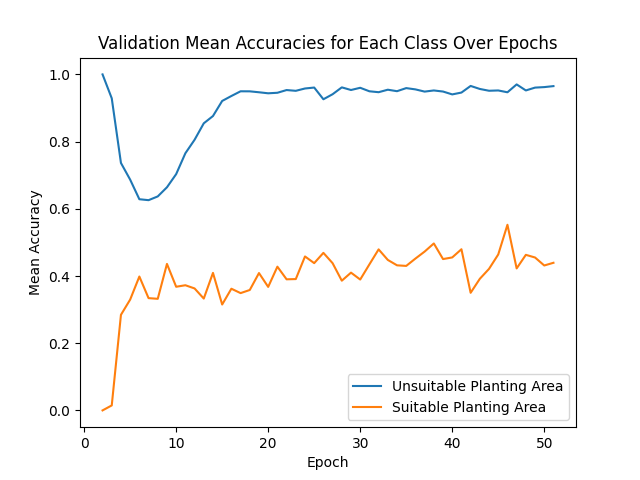 Validation Mean Accuracies for Each Class Over Epochs
Mean Accuracy
1.0
0.8
0.6
0.4
0.2
0.0
Unsuitable Planting Area
Suitable Planting Area
0 10 20 30 40 50
Epoch